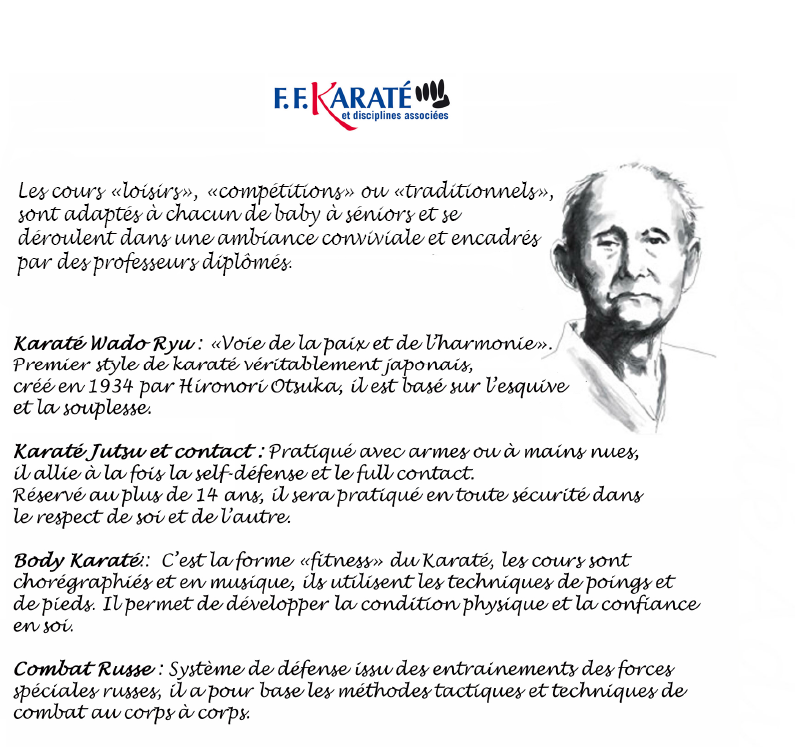 F.F.KARATÉ
et disciplines associées
Les cours «loisirs», «compétitions» ou «traditionnels»,
sont adaptés à chacun de baby à séniors et se
déroulent dans une ambiance conviviale et encadrés
par des professeurs diplômés.
Karaté Wado Ryu : «Voie de la paix et de l'harmonie».
Premier style de karaté véritablement japonais,
créé en 1934 par Hironori Otsuka, il est basé sur l'esquive
et la souplesse.
Karaté Jutsu et contact : Pratiqué avec armes ou à mains nues,
il allie à la fois la self-défense et le full contact.
Réservé au plus de 14 ans, il sera pratiqué en toute sécurité dans
le respect de soi et de l'autre.
Body Karaté:: C'est la forme «fitness» du Karaté, les cours sont
chorégraphiés et en musique, ils utilisent les techniques de poings et
de pieds. Il permet de développer la condition physique et la confiance
en soi.
Combat Russe : Système de défense issu des entrainements des forces
spéciales russes, il a pour base les méthodes tactiques et techniques de
combat au corps à corps.